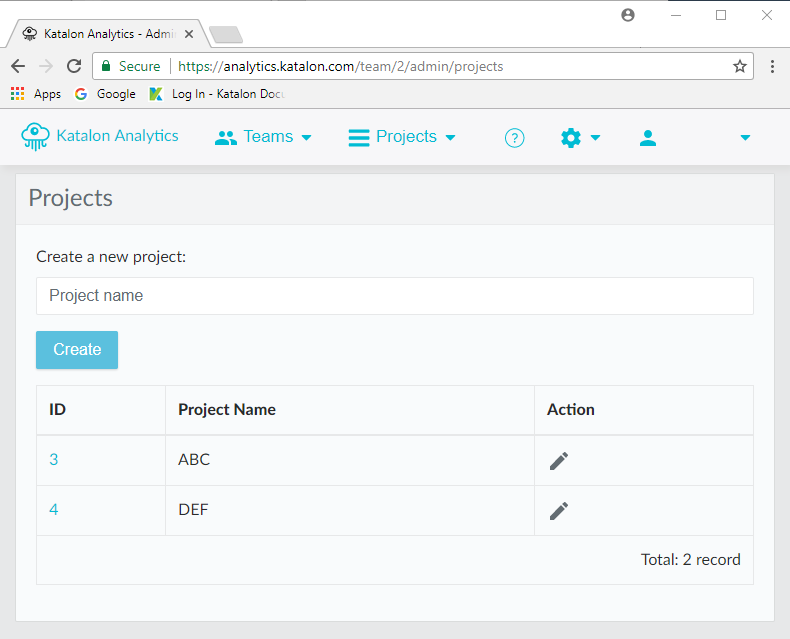 Katalon Analytics - Admi
Secure
https://analytics.katalon.com/team/2/admin/projects
Apps Google Log In - Katalon Docu
Katalon Analytics Teams Projects ?
Projects
Create a new project:
Project name
Create
ID Project Name Action
3 ABC
4 DEF
Total: 2 record